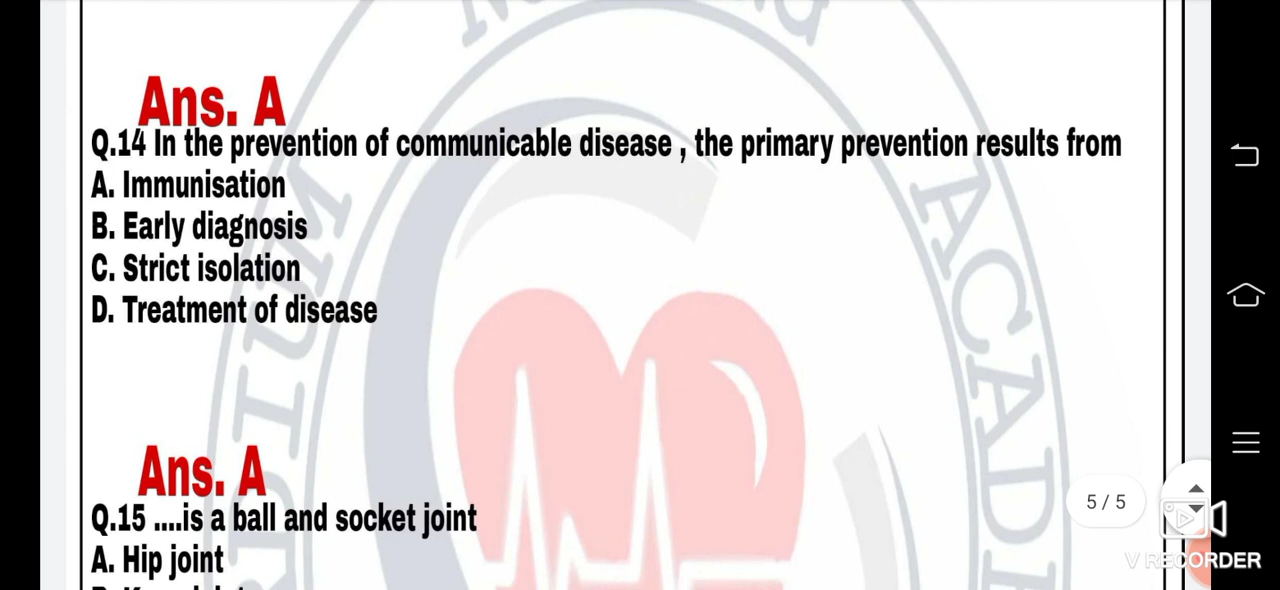 Ans. A
Q.14 In the prevention of communicable disease , the primary prevention results from
A. Immunisation
B. Early diagnosis
C. Strict isolation
D. Treatment of disease
Ans. A
Q.15 ....is a ball and socket joint
A. Hip joint
5 / 5
V RECORDER